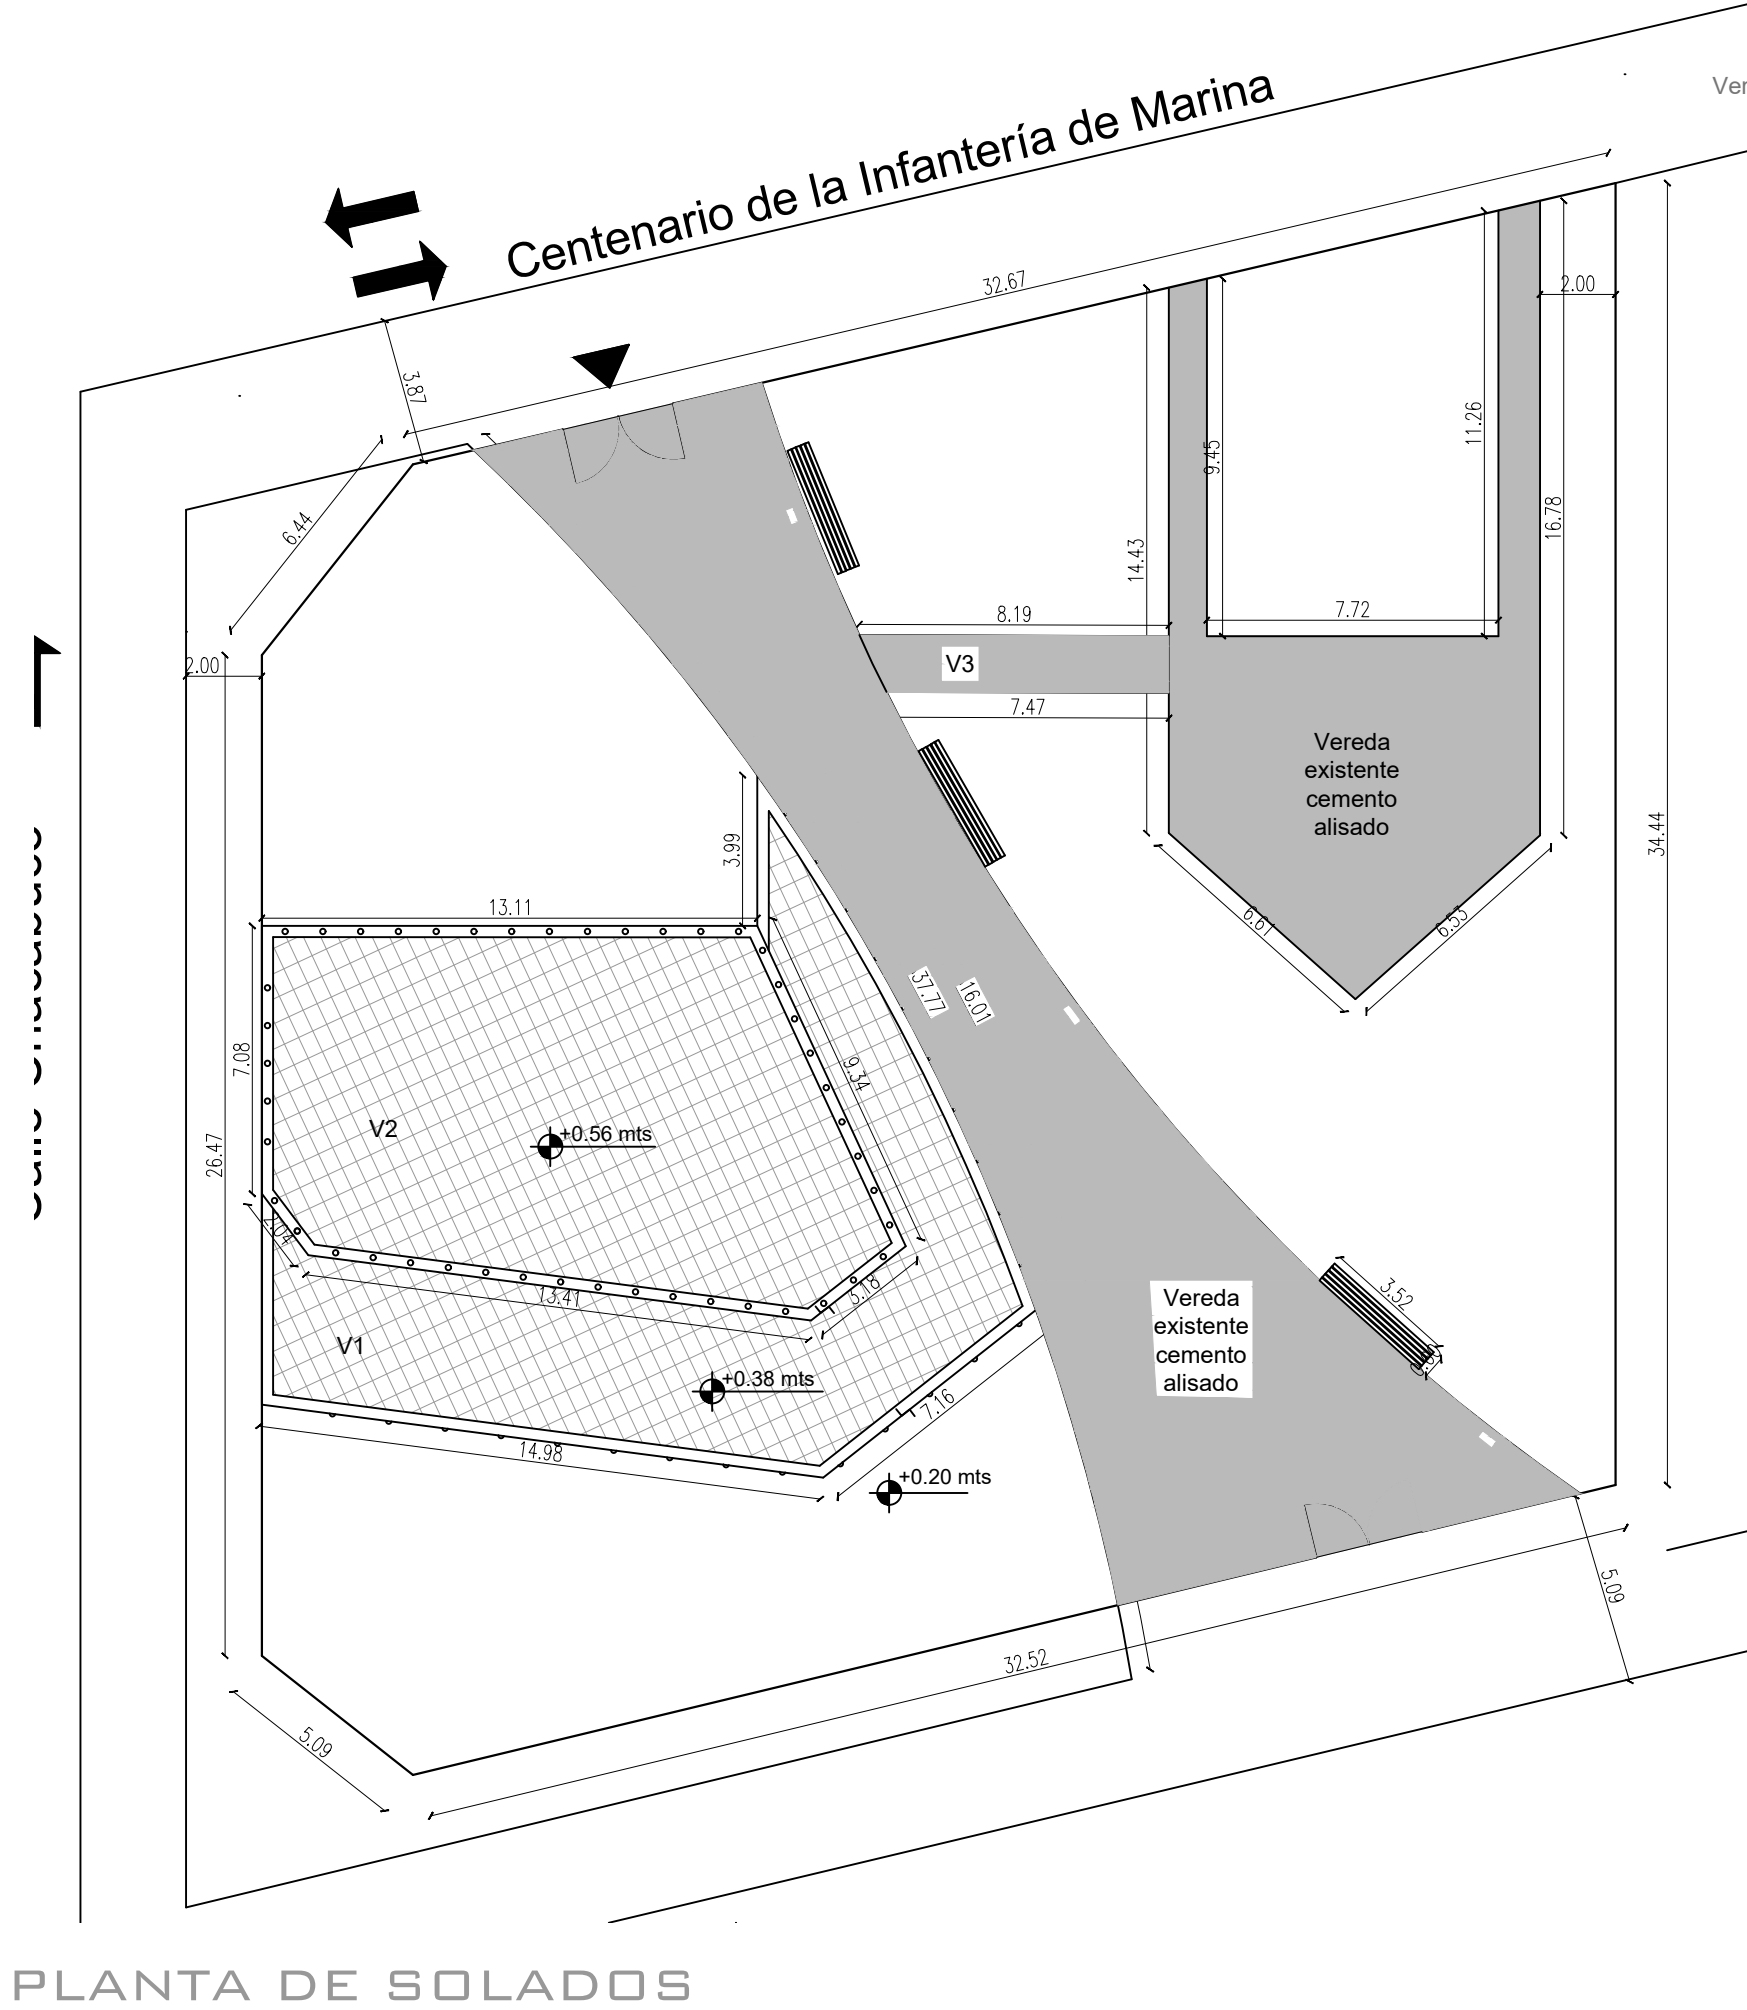 Ver
Centenario de la Infantería de Marina
32.67
2.00
3.87
6.44
9.45
11.26
16.78
14.43
8.19
7.72
2.00
V3
7.47
Vereda
existente
cemento
alisado
34.44
3.99
13.11
6.61
6.53
37.77
16.01
7.08
9.34
V2
+0.56 mts
26.47
2.04
13.41
3.18
3.52
Vereda
existente
cemento
alisado
V1
+0.38 mts
7.16
14.98
+0.20 mts
5.09
32.52
5.09
PLANTA DE SOLADOS